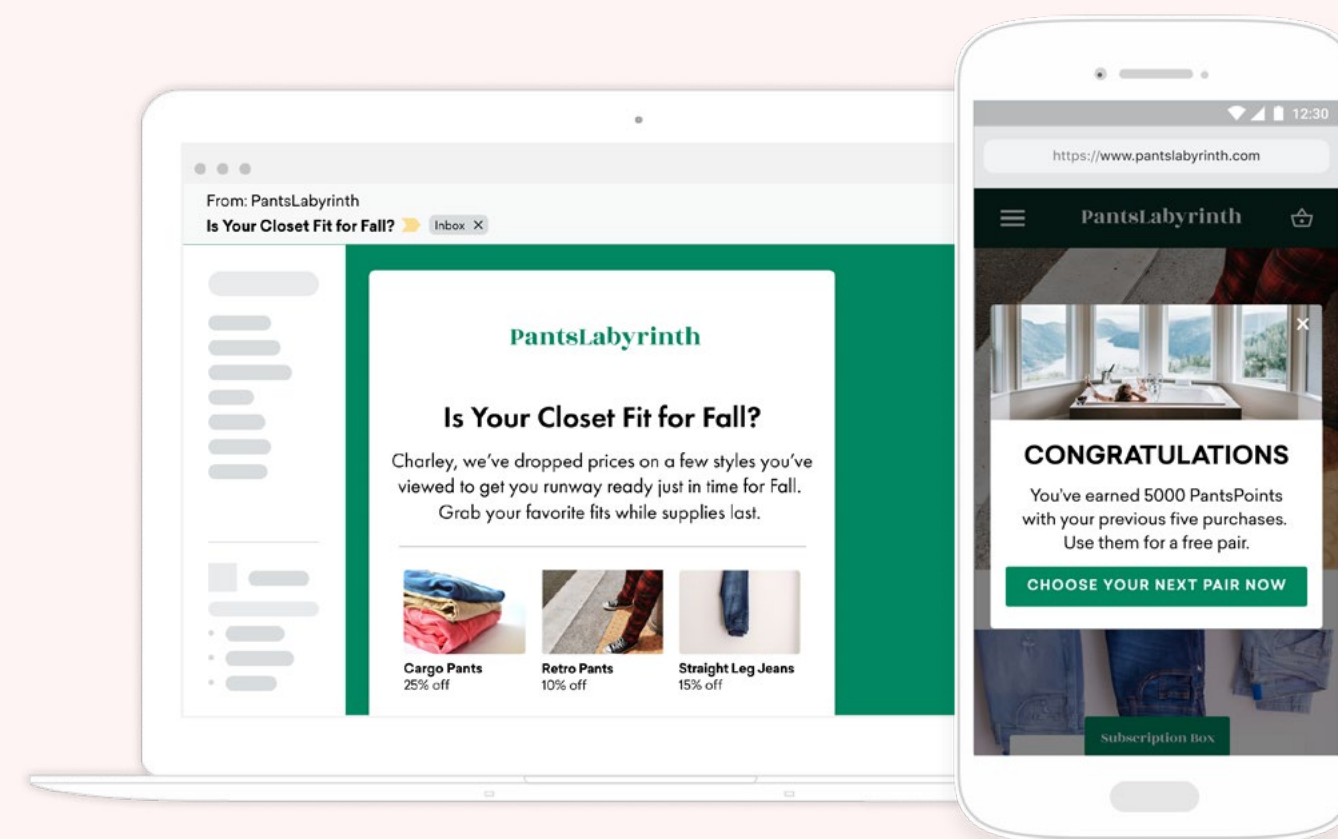 From: PantsLabyrinth
Is Your Closet Fit for Fall? Inbox X
PantsLabyrinth
Is Your Closet Fit for Fall?
Charley, we've dropped prices on a few styles you've
viewed to get you runway ready just in time for Fall.
Grab your favorite fits while supplies last.
Cargo Pants
25% off
Retro Pants
10% off
Straight Leg Jeans
15% off
12:30
https://www.pantslabyrinth.com
PantsLabyrinth
CONGRATULATIONS
You've earned 5000 PantsPoints
with your previous five purchases.
Use them for a free pair.
CHOOSE YOUR NEXT PAIR NOW
Subscription Box